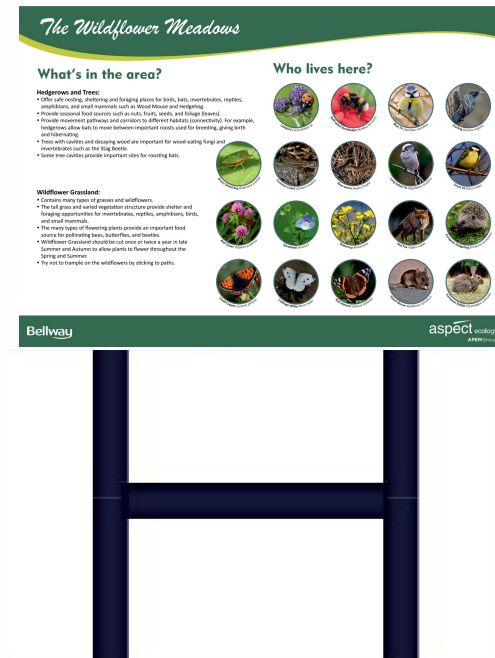 The Wildflower Meadows
What's in the area?
Hedgerows and Trees:
• Offer safe nesting, sheltering and foraging places for birds, bats, invertebrates, reptiles,
amphibians, and small mammals such as Wood Mouse and Hedgehog.
• Provide seasonal food sources such as nuts, fruits, seeds, and foliage (leaves).
• Provide movement pathways and corridors to different habitats (connectivity). For example,
hedgerows allow bats to move between important roosts used for breeding, giving birth
and hibernating.
• Trees with cavities and decaying wood are important for wood-eating fungi and
invertebrates such as the Stag Beetle.
• Some tree cavities provide important sites for roosting bats.
Wildflower Grassland:
• Contains many types of grasses and wildflowers.
• The tall grass and varied vegetation structure provide shelter and
foraging opportunities for invertebrates, reptiles, amphibians, birds,
and small mammals.
• The many types of flowering plants provide an important food
source for pollinating bees, butterflies, and beetles.
• Wildflower Grassland should be cut once or twice a year in late
Summer and Autumn to allow plants to flower throughout the
Spring and Summer.
• Try not to trample on the wildflowers by sticking to paths.
Who lives here?
Bellway
aspect ecology
APEM Group